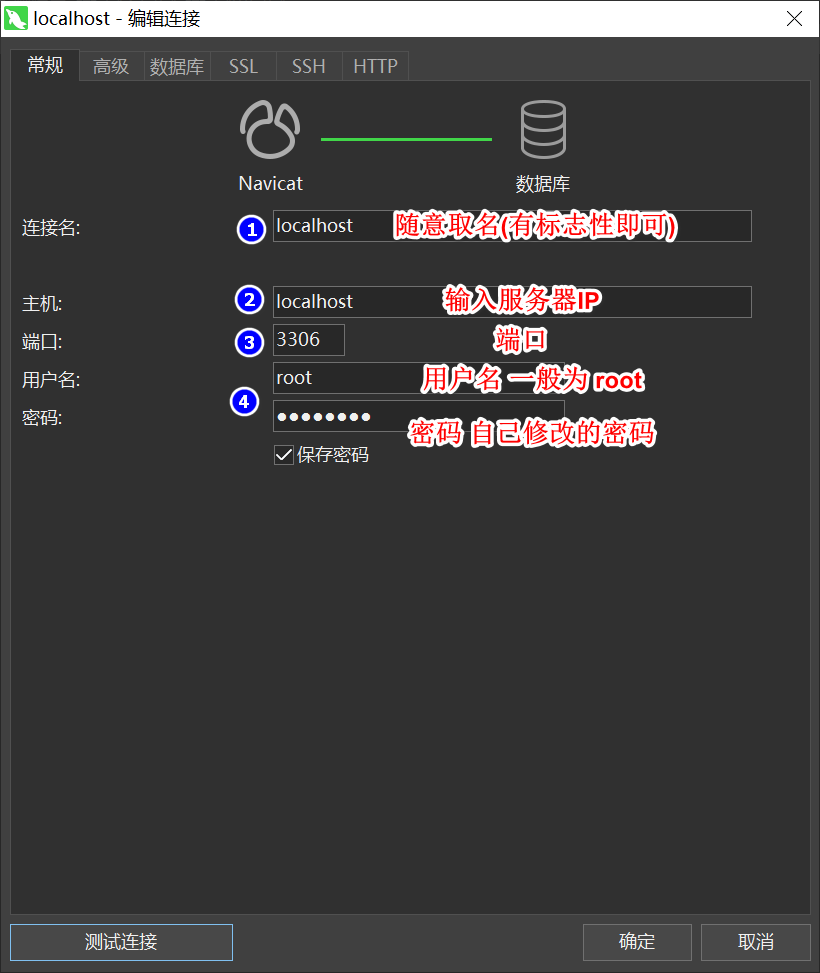 localhost - 编辑连接
常规 高级 数据库 SSL SSH HTTP
Navicat 数据库
连接名: 1 localhost 随意取名(有标志性即可)
主机: 2 localhost 输入服务器IP
端口: 3 3306 端口
用户名: root 用户名 一般为 root
4
密码: ●●●●●●●● 密码 自己修改的密码
保存密码
测试连接 确定 取消